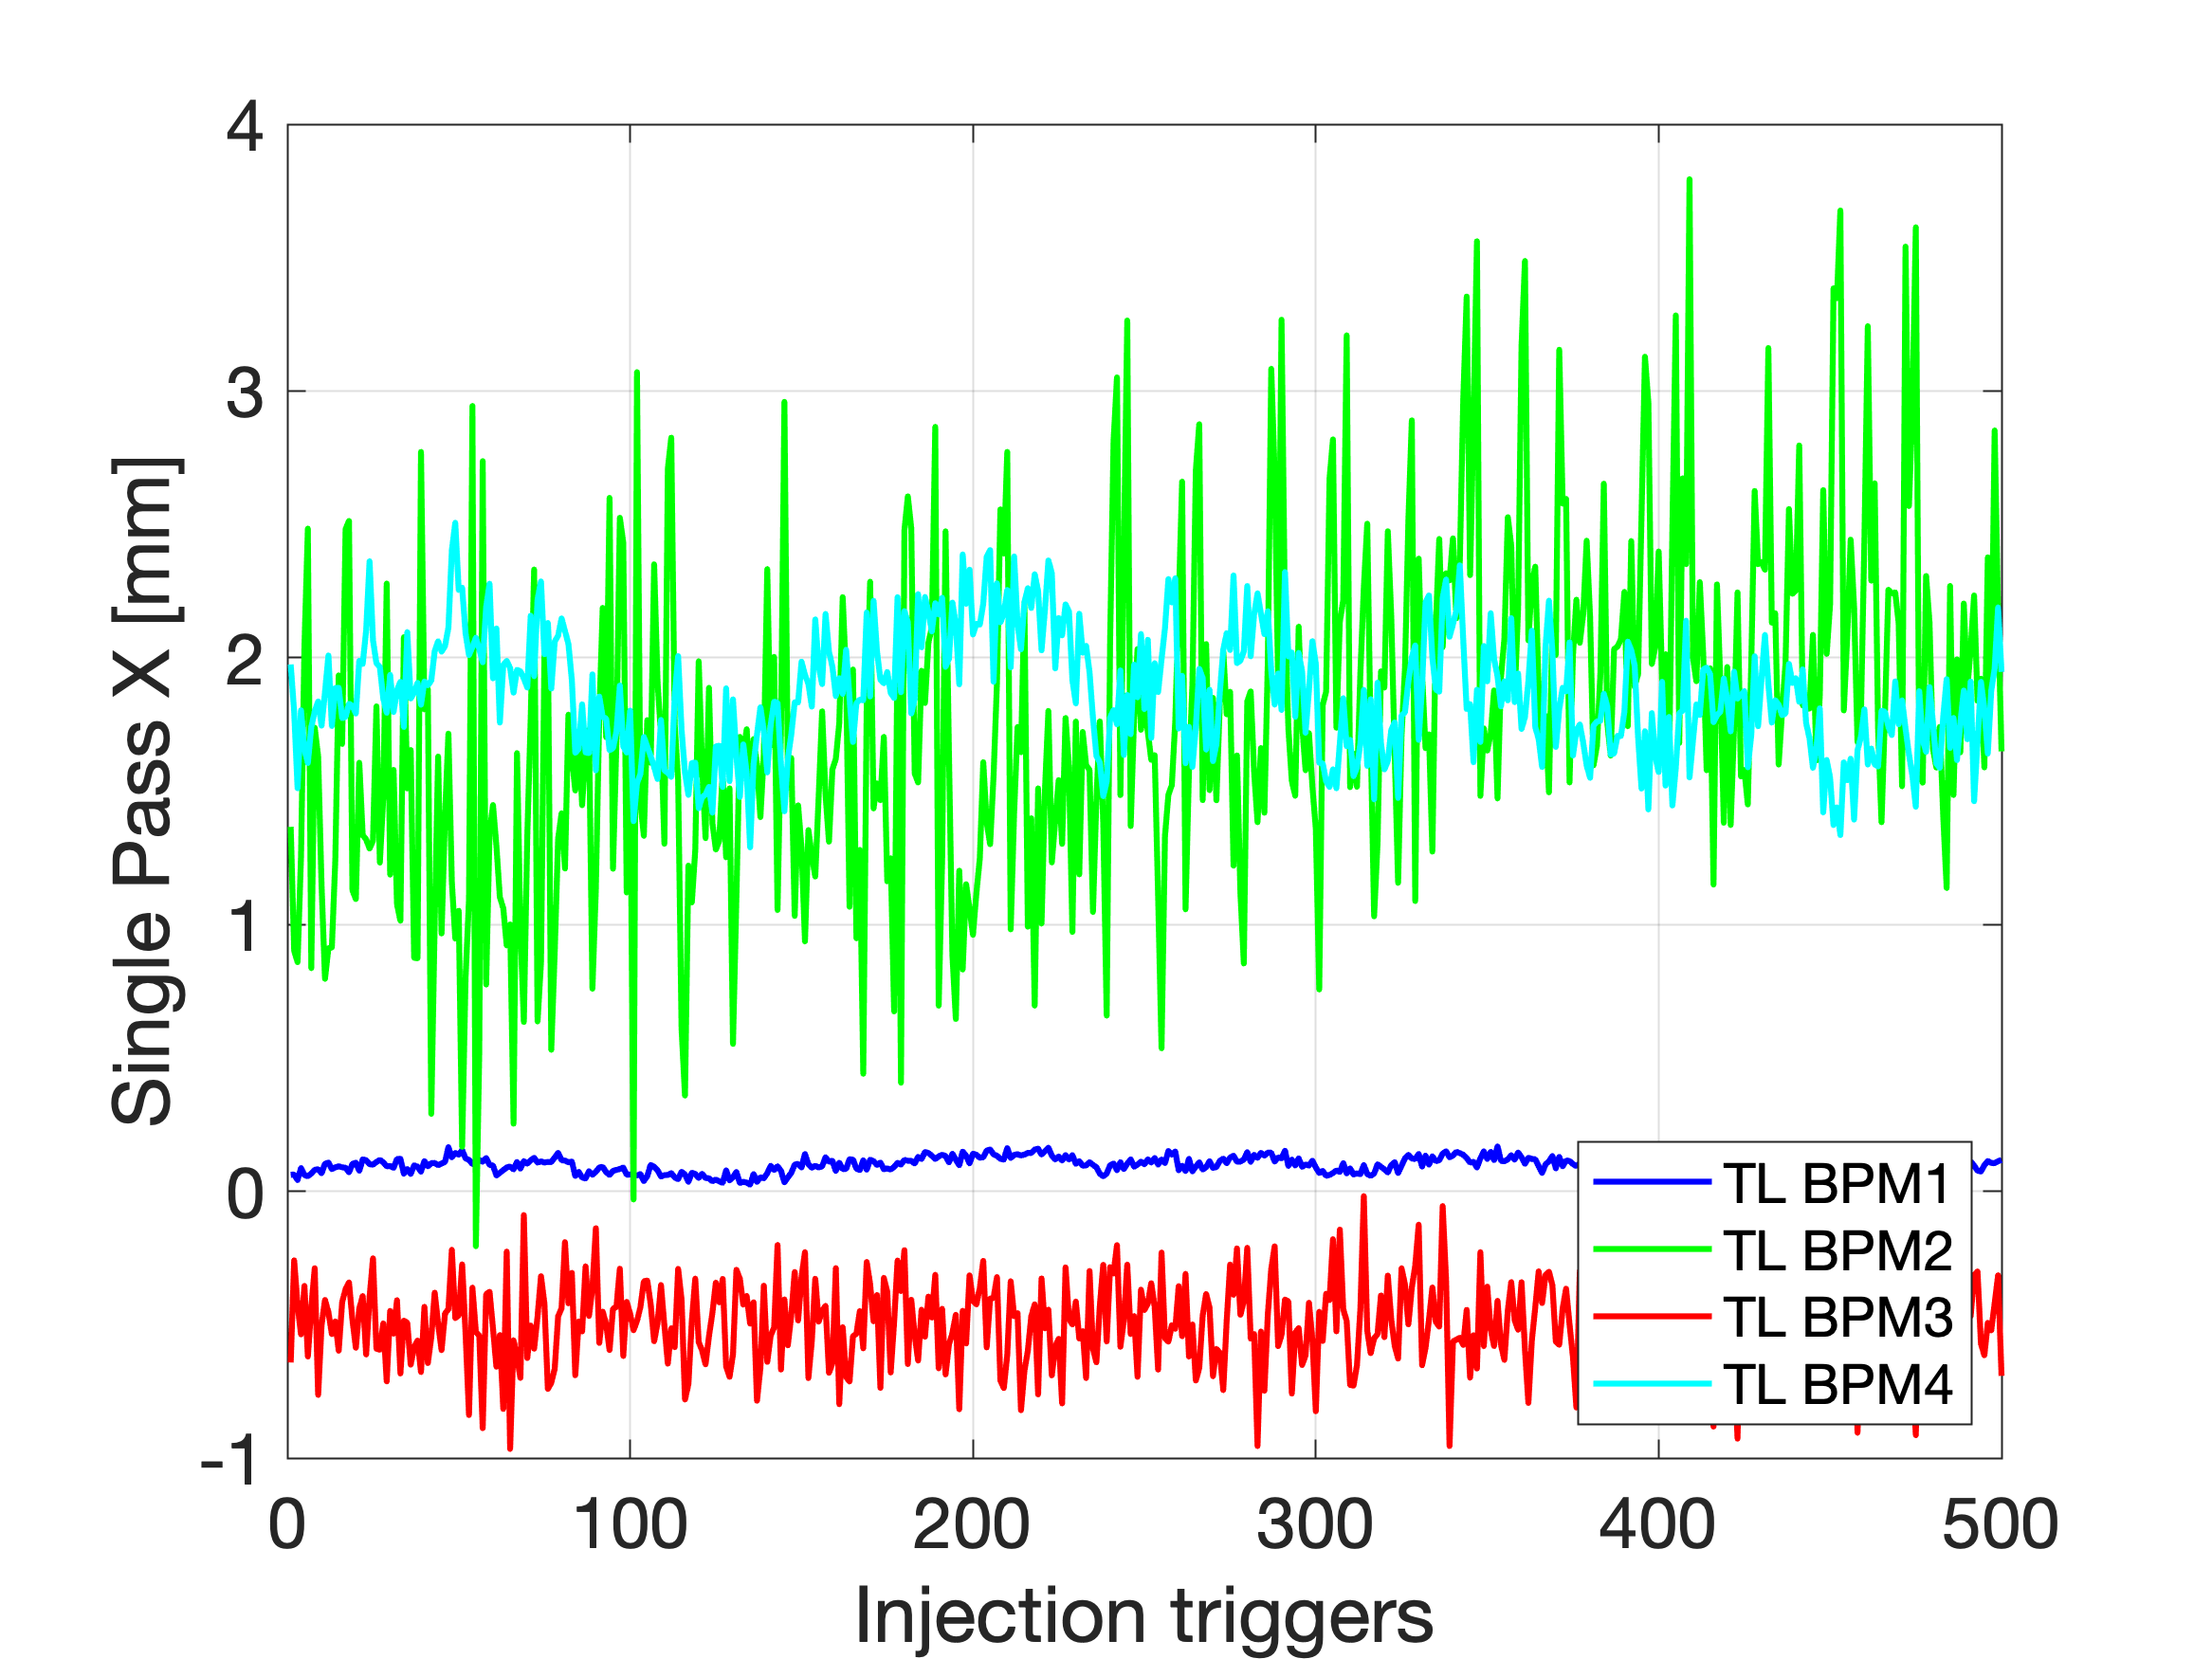 Single Pass X [mm]
4
3
2
1
0
-1
0 100 200 300 400 500
Injection triggers
TL BPM1
TL BPM2
TL BPM3
TL BPM4